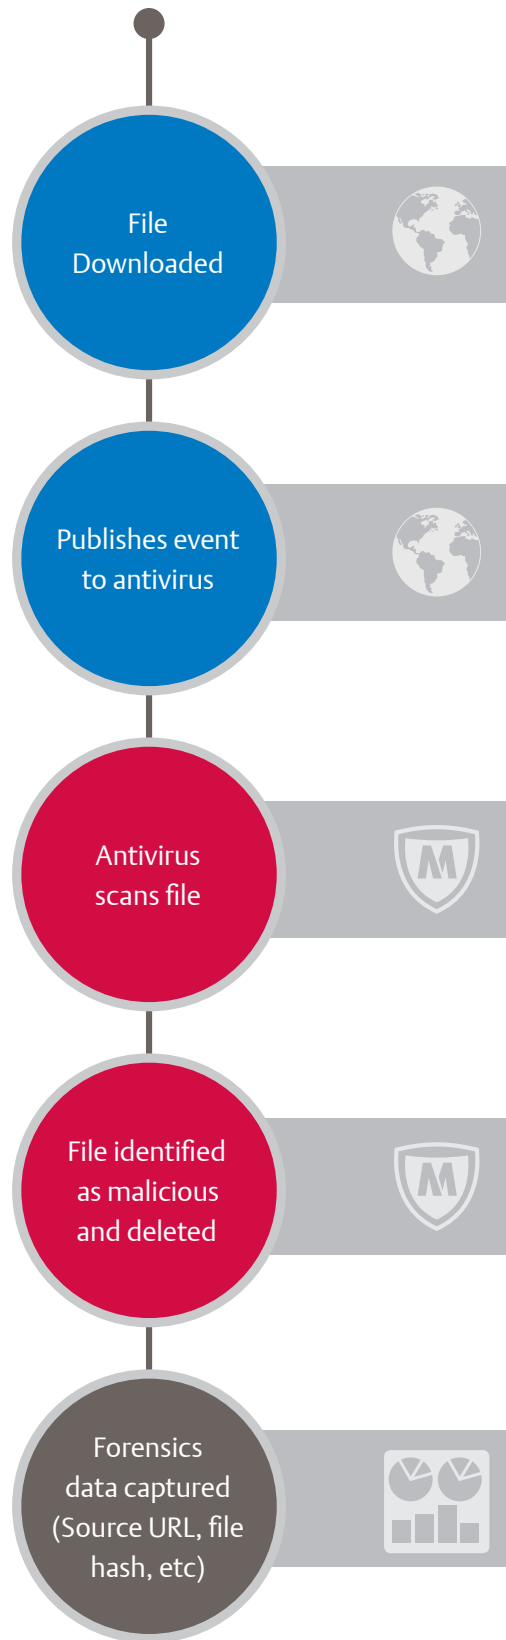 File
Downloaded
Publishes event
to antivirus
Antivirus
scans file
M
File identified
as malicious
and deleted
M
Forensics
data captured
(Source URL, file
hash, etc)